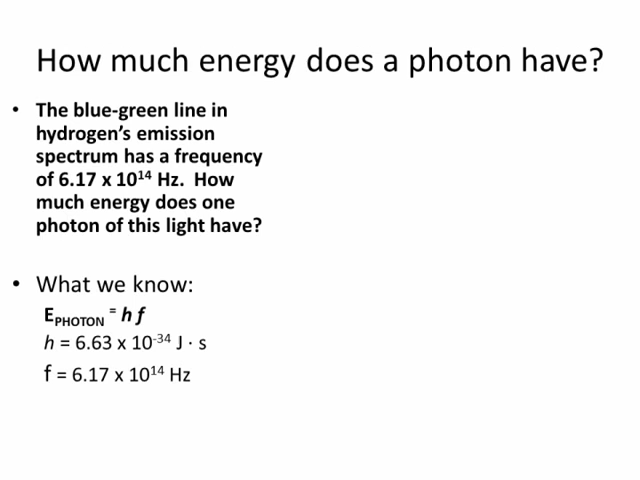 How much energy does a photon have?
• The blue-green line in
hydrogen’s emission
spectrum has a frequency
of 6.17 x 10¹⁴ Hz.  How
much energy does one
photon of this light have?
• What we know:
E_PHOTON = h f
h = 6.63 x 10⁻³⁴ J · s
f = 6.17 x 10¹⁴ Hz